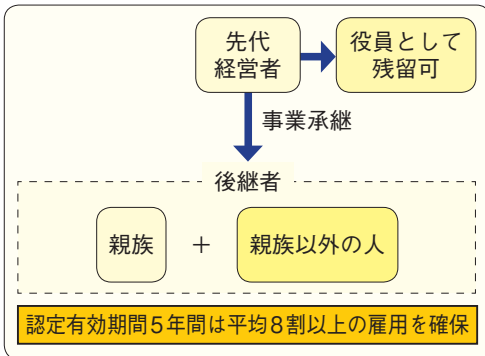 先代
経営者
役員として
残留可
事業承継
後継者
親族
+
親族以外の人
認定有効期間5年間は平均8割以上の雇用を確保